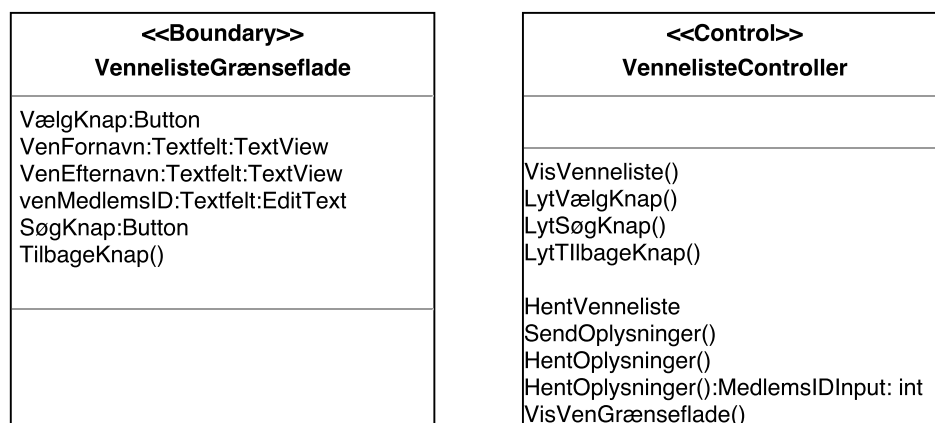 <<Boundary>>
VennelisteGrænseflade
VælgKnap:Button
VenFornavn:Textfelt:TextView
VenEfternavn:Textfelt:TextView
venMedlemsID:Textfelt:EditText
SøgKnap:Button
TilbageKnap()
<<Control>>
VennelisteController
VisVenneliste()
LytVælgKnap()
LytSøgKnap()
LytTIlbageKnap()
HentVenneliste
SendOplysninger()
HentOplysninger()
HentOplysninger():MedlemsIDInput: int
VisVenGrænseflade()